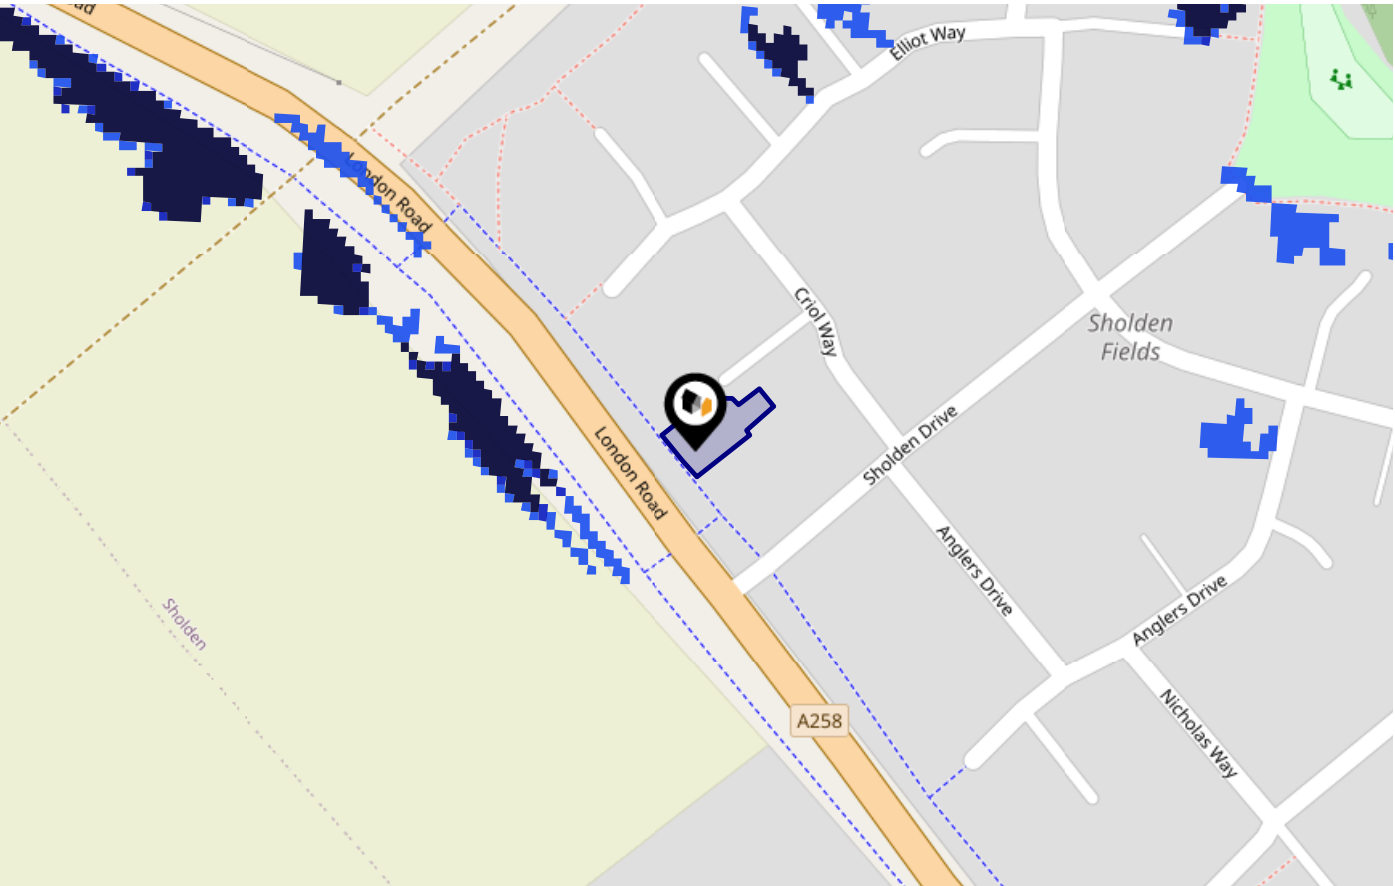 Elliot Way
London Road
Criol Way
Sholden
Fields
Sholden Drive
London Road
Anglers Drive
Sholden
Anglers Drive
A258
Nicholas Way